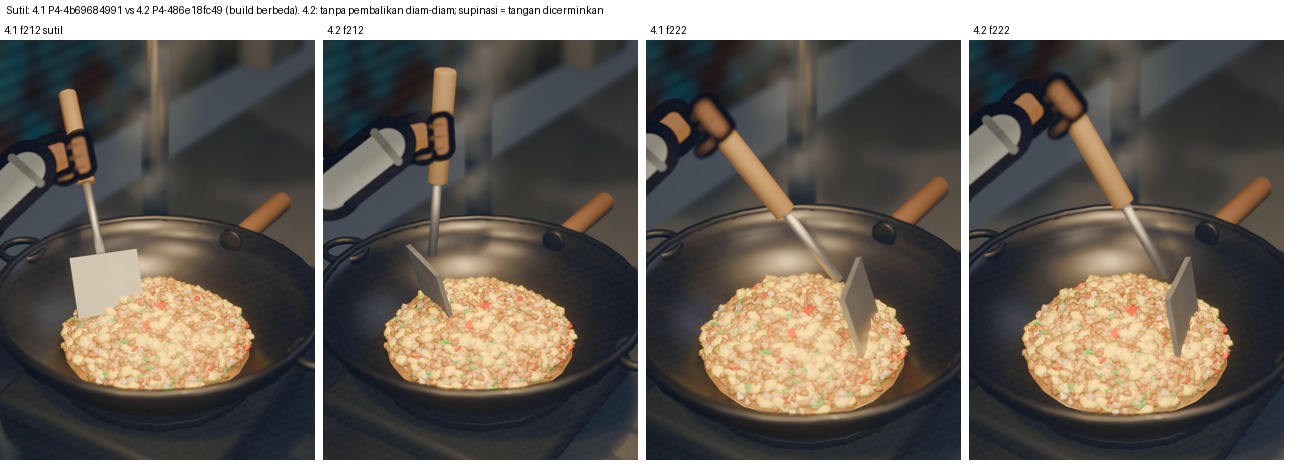 Sutil: 4.1 P4-4b69684991 vs 4.2 P4-486e18fc49 (build berbeda). 4.2: tanpa pembalikan diam-diam; supinasi = tangan dicerminkan
4.1 f212 sutil
4.2 f212
4.1 f222
4.2 f222